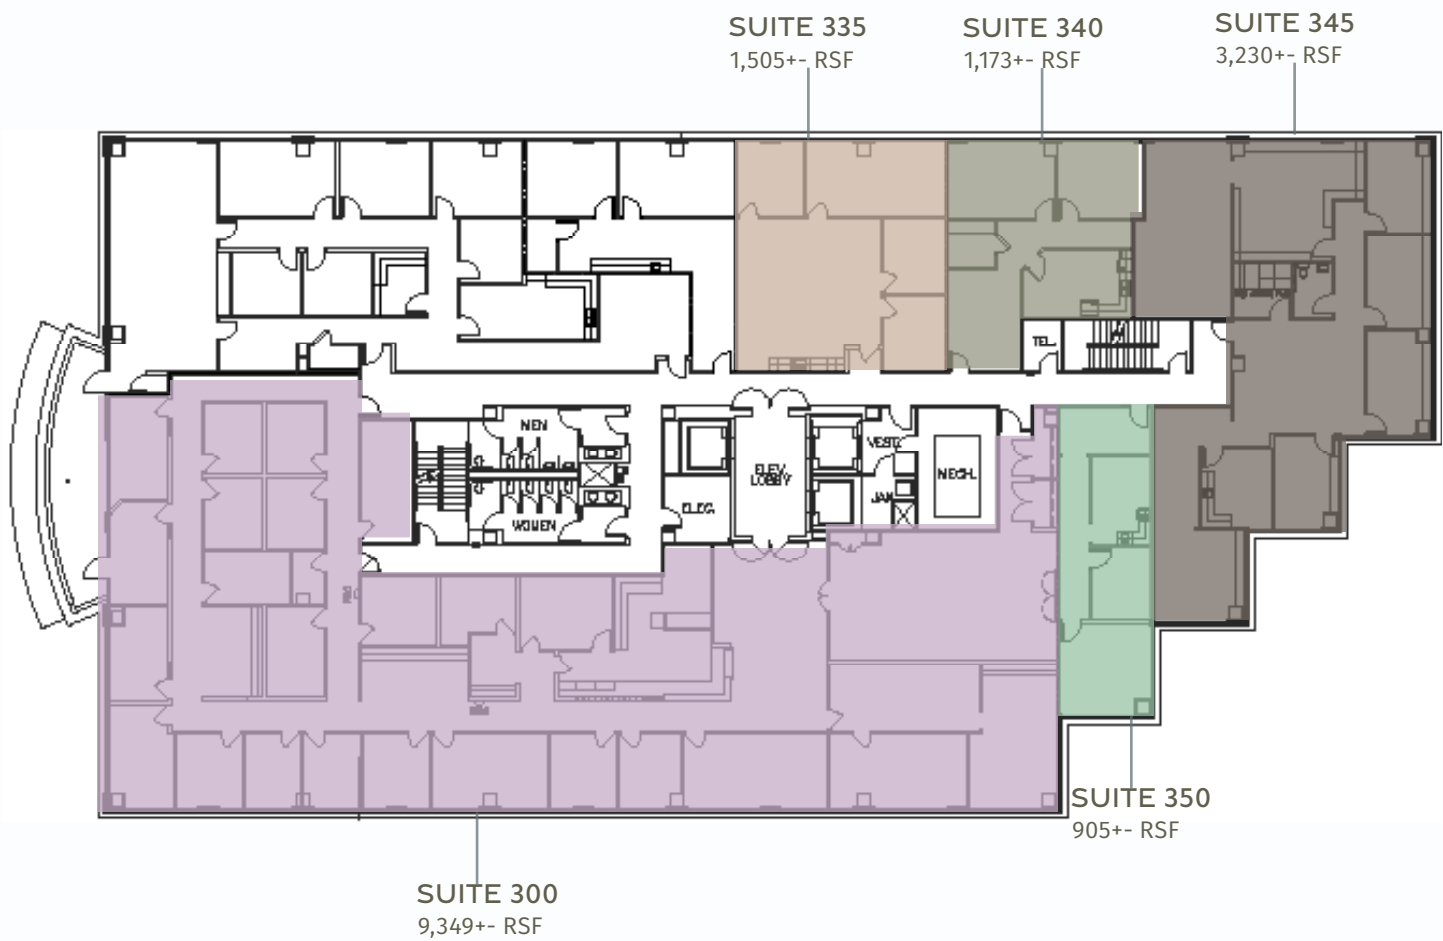 SUITE 335
1,505+- RSF
SUITE 340
1,173+- RSF
SUITE 345
3,230+- RSF
TEL.
MEN
ELEV.
LOBBY
VEST.
MECH.
JAN.
ELEC.
WOMEN
SUITE 350
905+- RSF
SUITE 300
9,349+- RSF